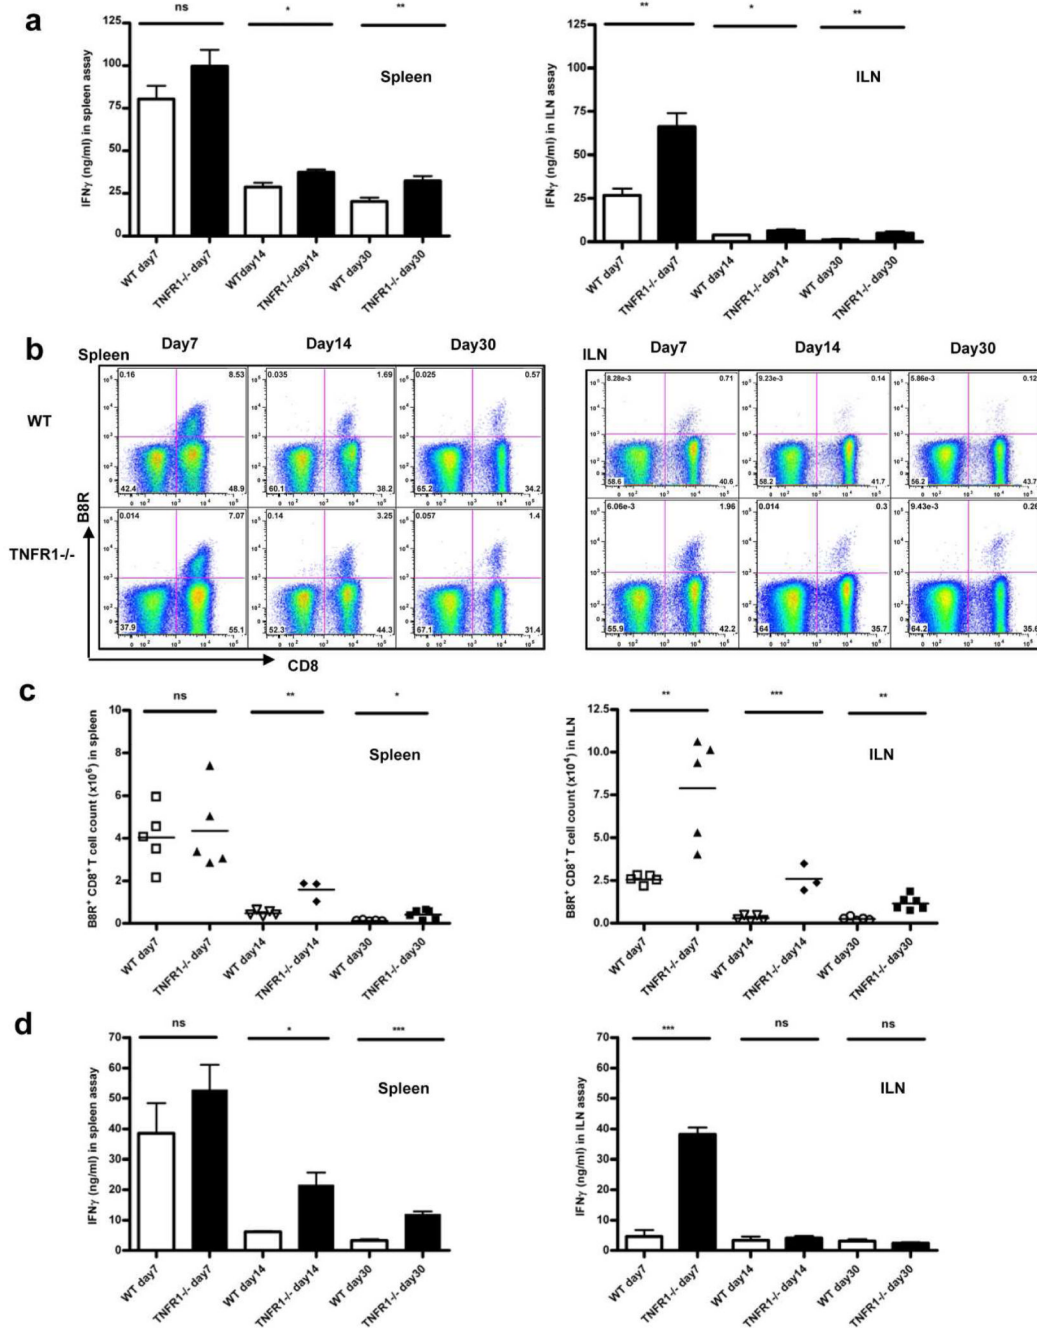 a
ns * **
125
100
75
50
25
0
IFNγ (ng/ml) in spleen assay
Spleen
WT day7
TNFR1-/- day7
WTday14
TNFR1-/-day14
WT day30
TNFR1-/- day30
** * **
125
100
75
50
25
0
IFNγ (ng/ml) in ILN assay
ILN
WT day7
TNFR1-/- day7
WT day14
TNFR1-/- day14
WT day30
TNFR1-/- day30
b
Spleen Day7 Day14 Day30
WT
0.16 8.53 0.035 1.69 0.025 0.57
42.4 48.9 60.1 38.2 65.2 34.2
TNFR1-/-
0.014 7.07 0.14 3.25 0.057 1.4
37.9 55.1 52.3 44.3 67.1 31.4
B8R
CD8
ILN Day7 Day14 Day30
8.28e-3 0.71 9.23e-3 0.14 5.86e-3 0.12
58.6 40.6 58.2 41.7 56.2 43.7
6.06e-3 1.96 0.014 0.3 9.43e-3 0.28
55.9 42.2 64 35.7 64.2 35.6
c
ns ** *
10
8
6
4
2
0
B8R+ CD8+ T cell count (x10⁶) in spleen
Spleen
WT day7
TNFR1-/- day7
WT day14
TNFR1-/- day14
WT day30
TNFR1-/- day30
** *** **
12.5
10.0
7.5
5.0
2.5
0.0
B8R+ CD8+ T cell count (x10⁴) in ILN
ILN
WT day7
TNFR1-/- day7
WT day14
TNFR1-/- day14
WT day30
TNFR1-/- day30
d
ns * ***
70
60
50
40
30
20
10
0
IFNγ (ng/ml) in spleen assay
Spleen
WT day7
TNFR1-/- day7
WT day14
TNFR1-/- day14
WT day30
TNFR1-/- day30
*** ns ns
70
60
50
40
30
20
10
0
IFNγ (ng/ml) in ILN assay
ILN
WT day7
TNFR1-/- day7
WT day14
TNFR1-/- day14
WT day30
TNFR1-/- day30